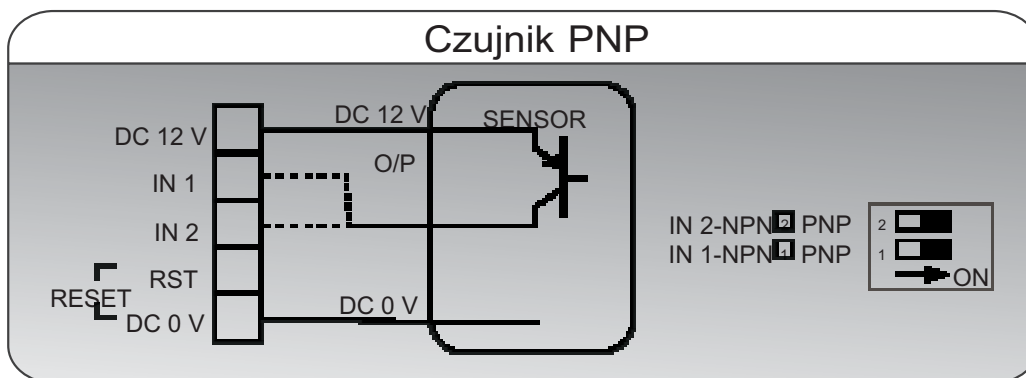 Czujnik PNP
DC 12 V
SENSOR
DC 12 V
O/P
IN 1
IN 2
RST
RESET
DC 0 V
DC 0 V
IN 2-NPN 2 PNP
IN 1-NPN 1 PNP
2
1
ON